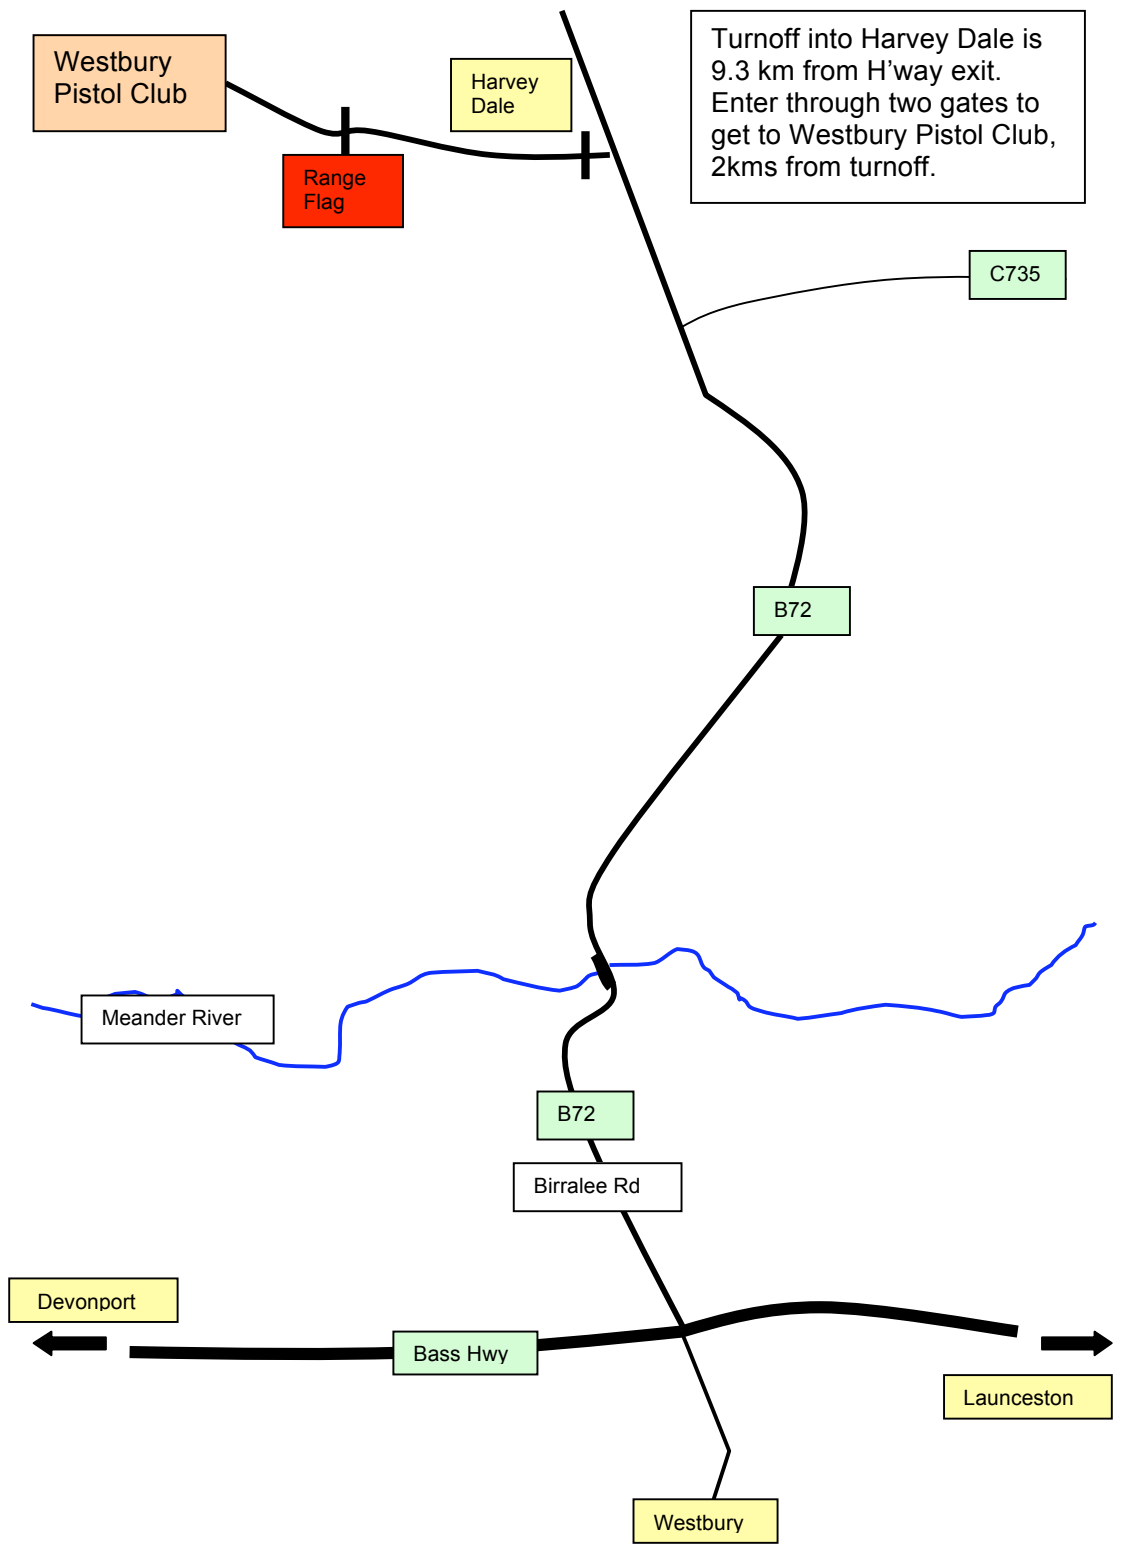 Westbury
Pistol Club
Harvey
Dale
Turnoff into Harvey Dale is
9.3 km from H'way exit.
Enter through two gates to
get to Westbury Pistol Club,
2kms from turnoff.
Range
Flag
C735
B72
Meander River
B72
Birralee Rd
Devonport
Bass Hwy
Launceston
Westbury